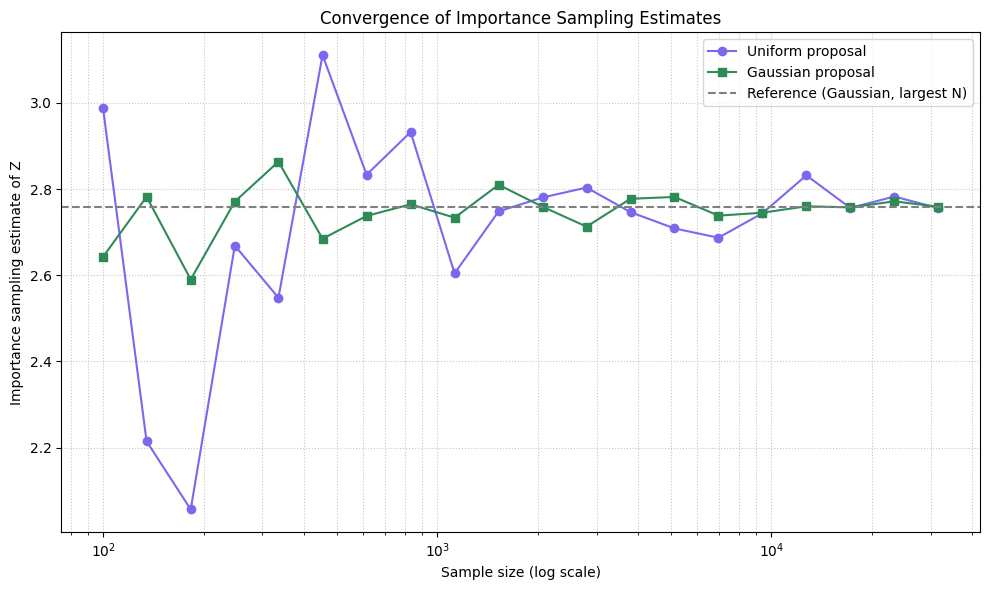 Convergence of Importance Sampling Estimates
Uniform proposal
Gaussian proposal
Reference (Gaussian, largest N)
Importance sampling estimate of Z
3.0
2.8
2.6
2.4
2.2
10²
10³
10⁴
Sample size (log scale)